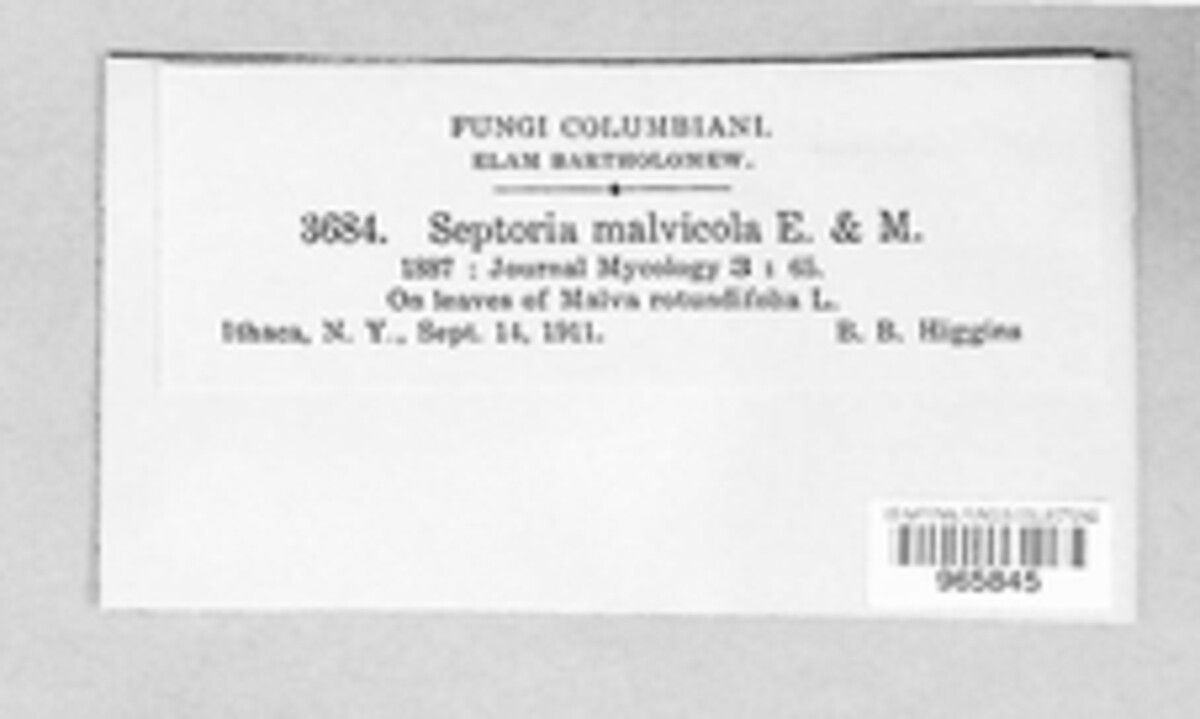 FUNGI COLUMBIANI.
ELAM BARTHOLOMEW.
3684. Septoria malvicola E. & M.
1887 : Journal Mycology 3 : 65.
On leaves of Malva rotundifolia L.
Ithaca, N. Y., Sept. 14, 1911. B. B. Higgins
965845